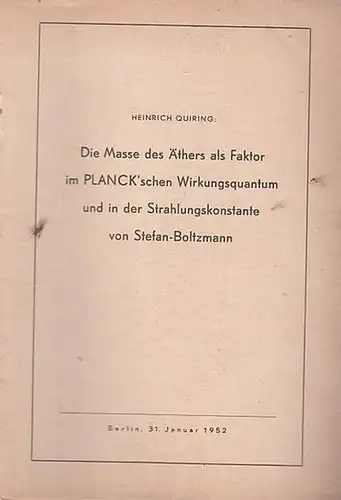 HEINRICH QUIRING:
Die Masse des Äthers als Faktor
im PLANCK'schen Wirkungsquantum
und in der Strahlungskonstante
von Stefan-Boltzmann
Berlin, 31. Januar 1952